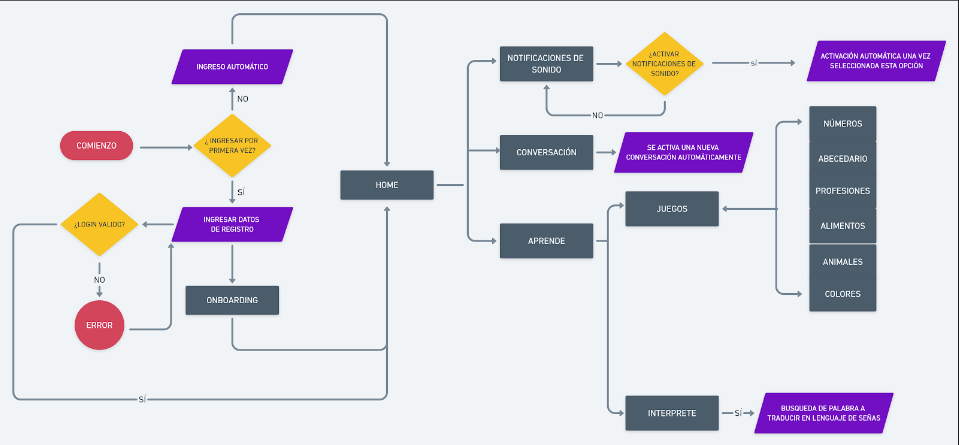 INGRESO AUTOMÁTICO
NO
COMIENZO
¿ INGRESAR POR
PRIMERA VEZ?
SÍ
¿LOGIN VALIDO?
INGRESAR DATOS
DE REGISTRO
NO
ERROR
ONBOARDING
SÍ
HOME
NOTIFICACIONES DE
SONIDO
¿ACTIVAR
NOTIFICACIONES DE
SONIDO?
SÍ
NO
ACTIVACIÓN AUTOMÁTICA UNA VEZ
SELECCIONADA ESTA OPCIÓN
CONVERSACIÓN
SE ACTIVA UNA NUEVA
CONVERSACIÓN AUTOMÁTICAMENTE
APRENDE
JUEGOS
NÚMEROS
ABECEDARIO
PROFESIONES
ALIMENTOS
ANIMALES
COLORES
INTERPRETE
SÍ
BUSQUEDA DE PALABRA A
TRADUCIR EN LENGUAJE DE SEÑAS